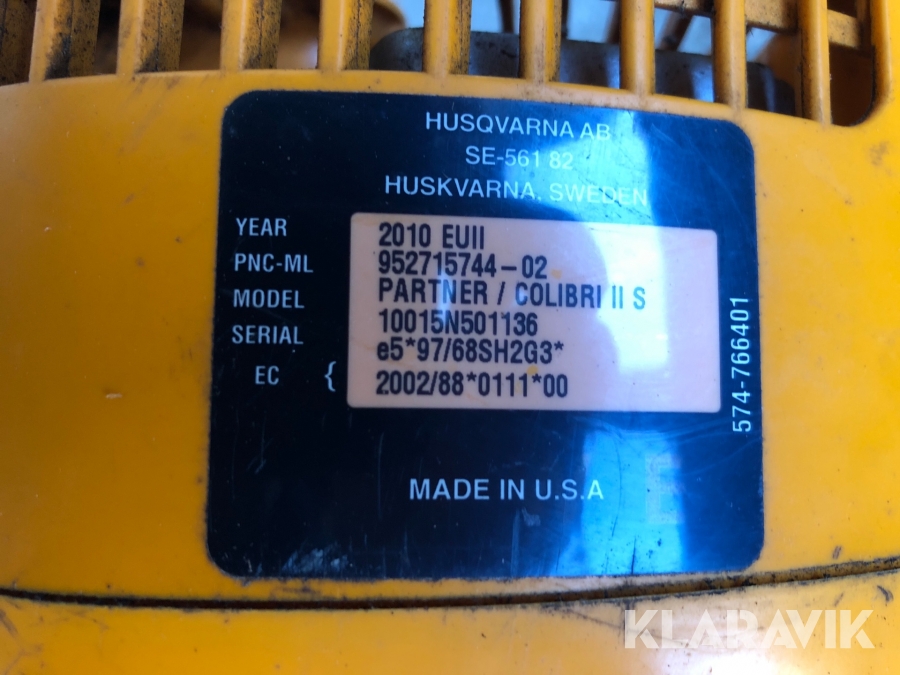 HUSQVARNA AB
SE-561 82
HUSKVARNA, SWEDEN
YEAR 2010 EUII
PNC-ML 952715744-02
MODEL PARTNER / COLIBRI II S
SERIAL 10015N501136
e5*97/68SH2G3*
EC { 2002/88*0111*00
574-766401
MADE IN U.S.A
KLARAVIK